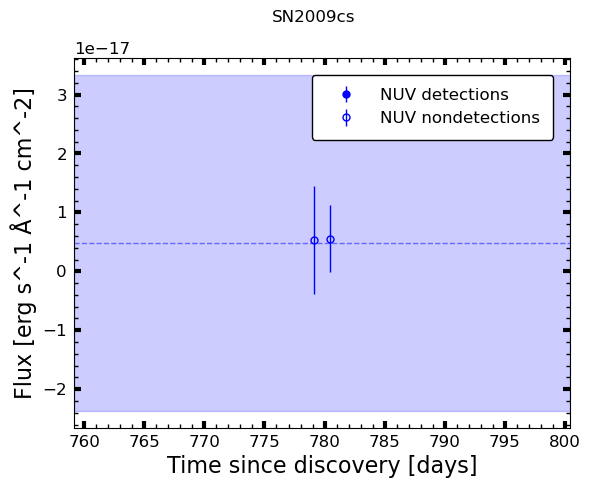 SN2009cs
1e−17
NUV detections
NUV nondetections
3
2
1
0
−1
−2
Flux [erg s^-1 Å^-1 cm^-2]
760 765 770 775 780 785 790 795 800
Time since discovery [days]